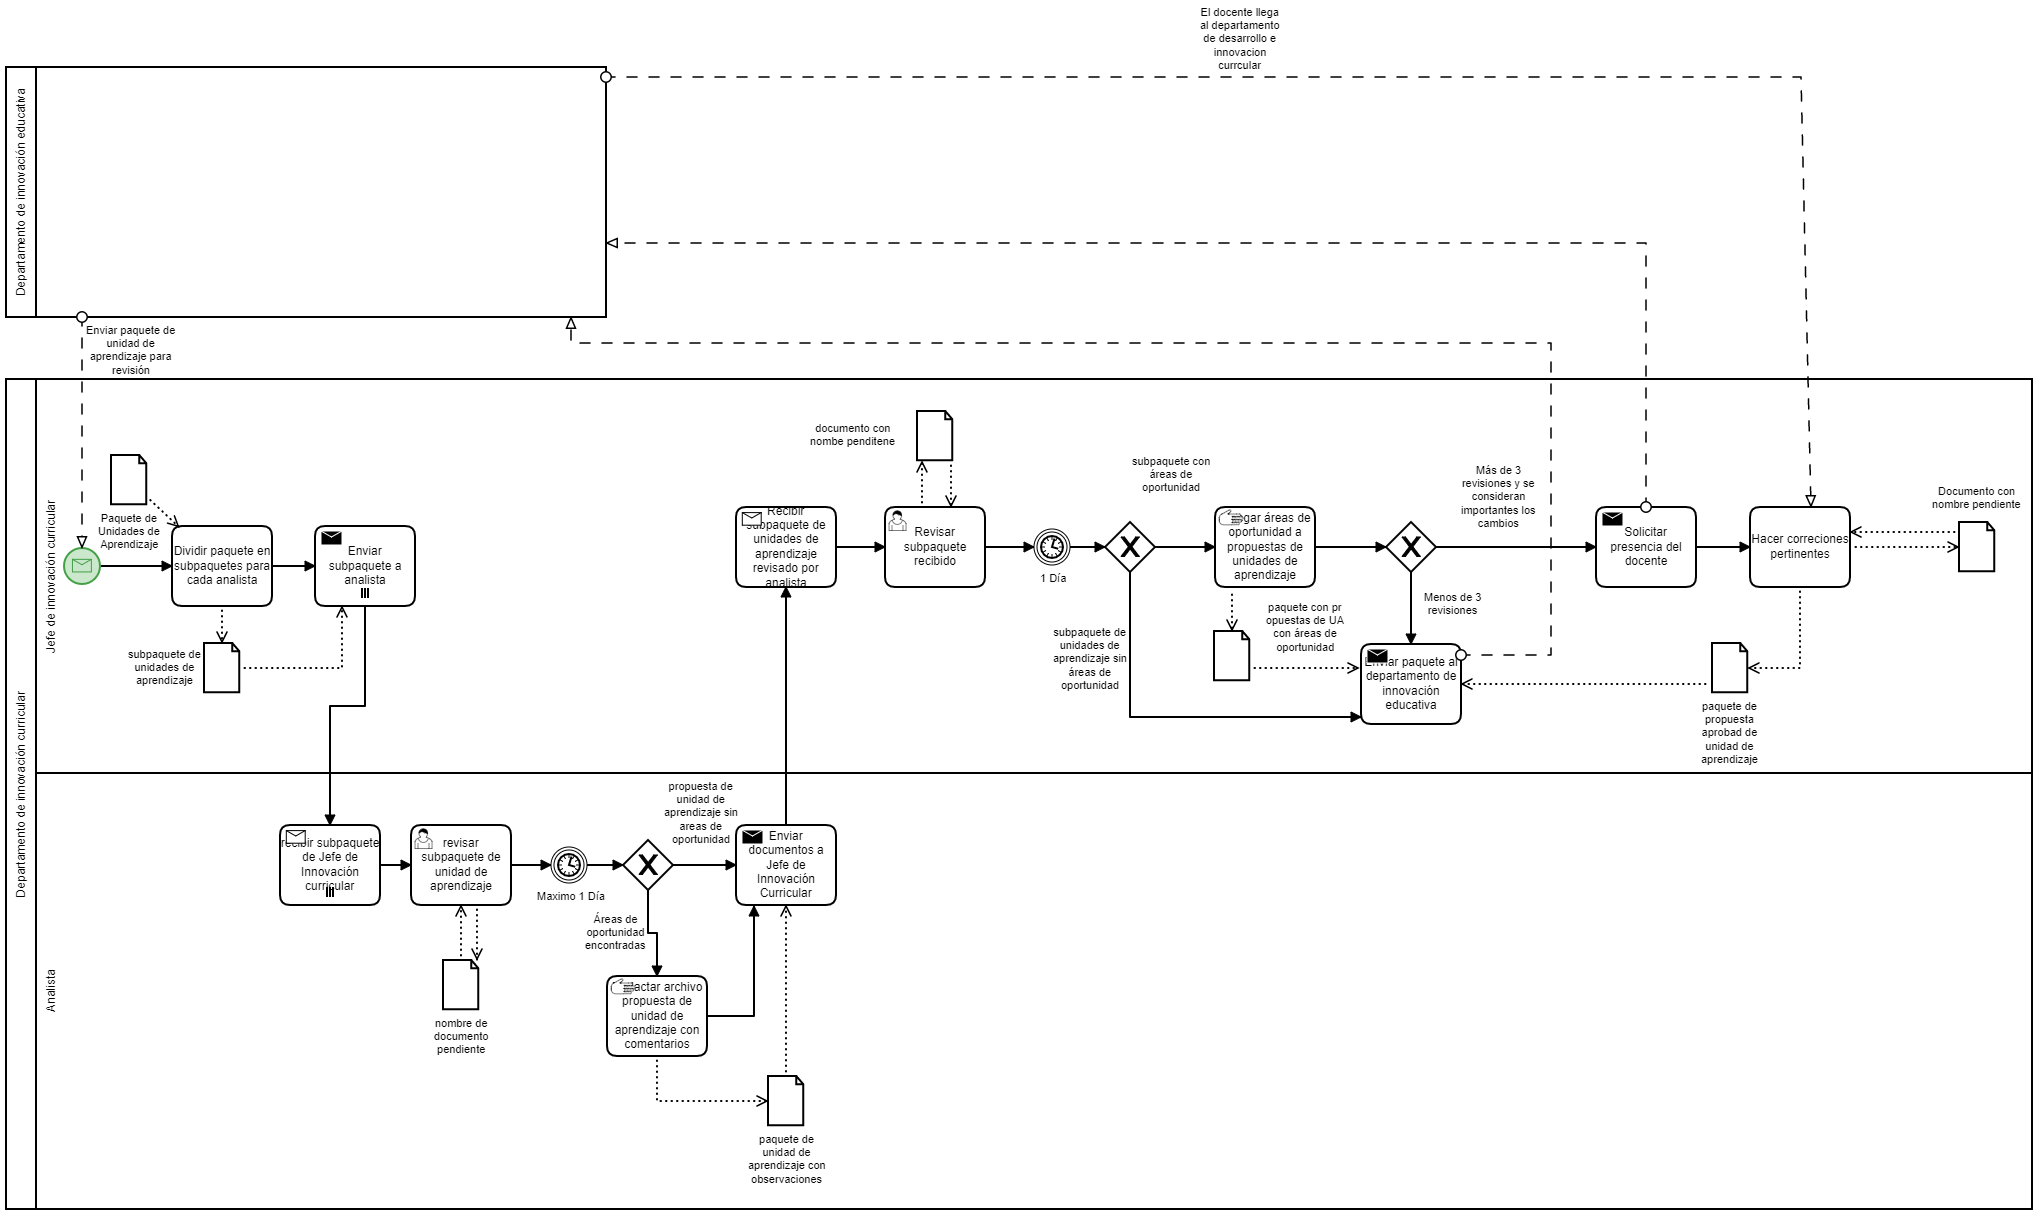 El docente llega
al departamento
de desarrollo e
innovacion
currcular
Departamento de innovación educativa
Enviar paquete de
unidad de
aprendizaje para
revisión
Departamento de innovación curricular
Jefe de innovación curricular
Paquete de
Unidades de
Aprendizaje
Dividir paquete en
subpaquetes para
cada analista
Enviar
subpaquete a
analista
subpaquete de
unidades de
aprendizaje
Recibir
subpaquete de
unidades de
aprendizaje
revisado por
analista
documento con
nombe penditene
Revisar
subpaquete
recibido
1 Día
subpaquete con
áreas de
oportunidad
subpaquete de
unidades de
aprendizaje sin
áreas de
oportunidad
gar áreas de
oportunidad a
propuestas de
unidades de
aprendizaje
paquete con pr
opuestas de UA
con áreas de
oportunidad
Más de 3
revisiones y se
consideran
importantes los
cambios
Menos de 3
revisiones
Enviar paquete al
departamento de
innovación
educativa
Solicitar
presencia del
docente
Hacer correciones
pertinentes
Documento con
nombre pendiente
paquete de
propuesta
aprobad de
unidad de
aprendizaje
Analista
recibir subpaquete
de Jefe de
Innovación
curricular
revisar
subpaquete de
unidad de
aprendizaje
nombre de
documento
pendiente
Maximo 1 Día
propuesta de
unidad de
aprendizaje sin
areas de
oportunidad
Áreas de
oportunidad
encontradas
actar archivo
propuesta de
unidad de
aprendizaje con
comentarios
Enviar
documentos a
Jefe de
Innovación
Curricular
paquete de
unidad de
aprendizaje con
observaciones